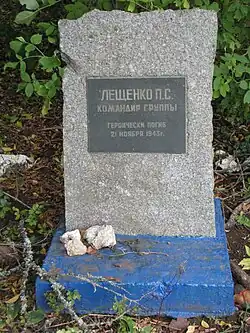 ЛЕЩЕНКО П.С.
КОМАНДИР ГРУППЫ
ГЕРОИЧЕСКИ ПОГИБ
21 НОЯБРЯ 1943г.